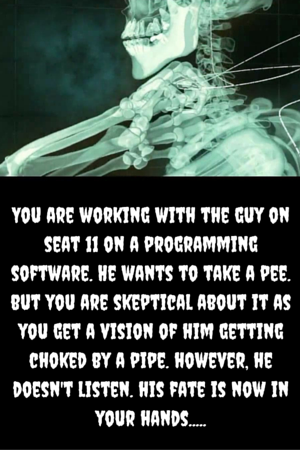 YOU ARE WORKING WITH THE GUY ON
SEAT 11 ON A PROGRAMMING
SOFTWARE. HE WANTS TO TAKE A PEE.
BUT YOU ARE SKEPTICAL ABOUT IT AS
YOU GET A VISION OF HIM GETTING
CHOKED BY A PIPE. HOWEVER, HE
DOESN'T LISTEN. HIS FATE IS NOW IN
YOUR HANDS.....